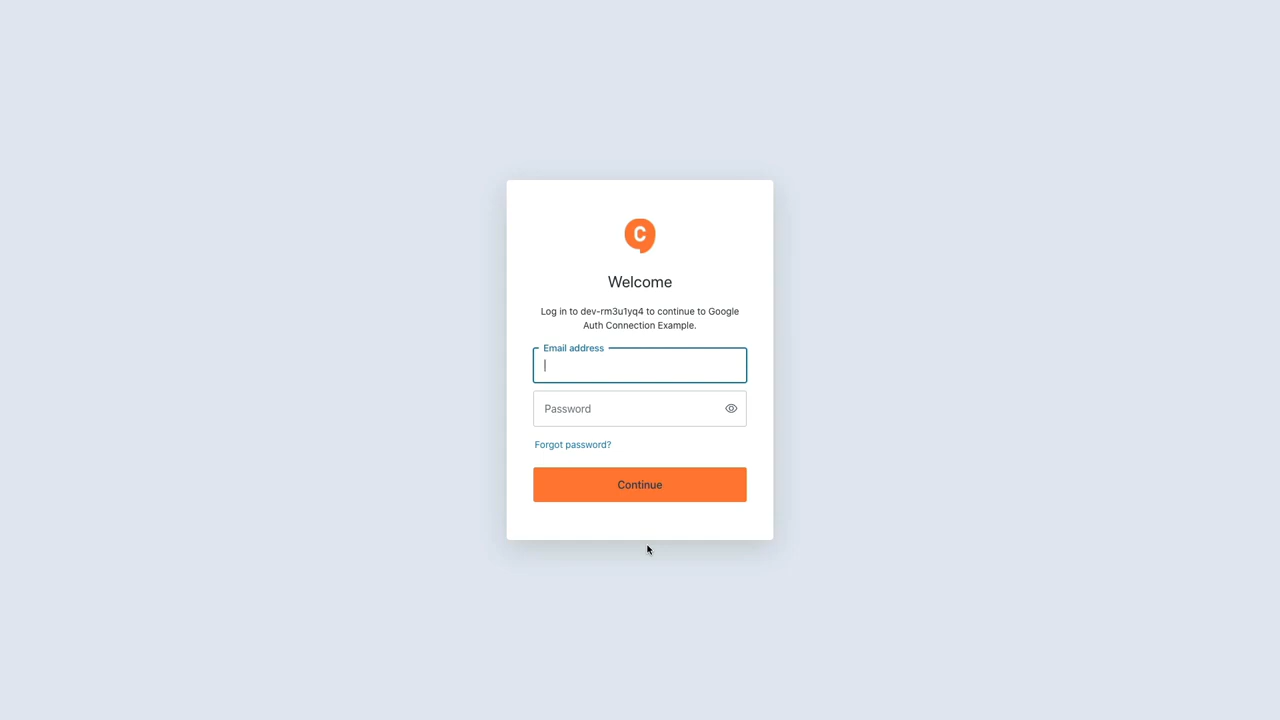 C
Welcome
Log in to dev-rm3u1yq4 to continue to Google
Auth Connection Example.
Email address
Password
Forgot password?
Continue